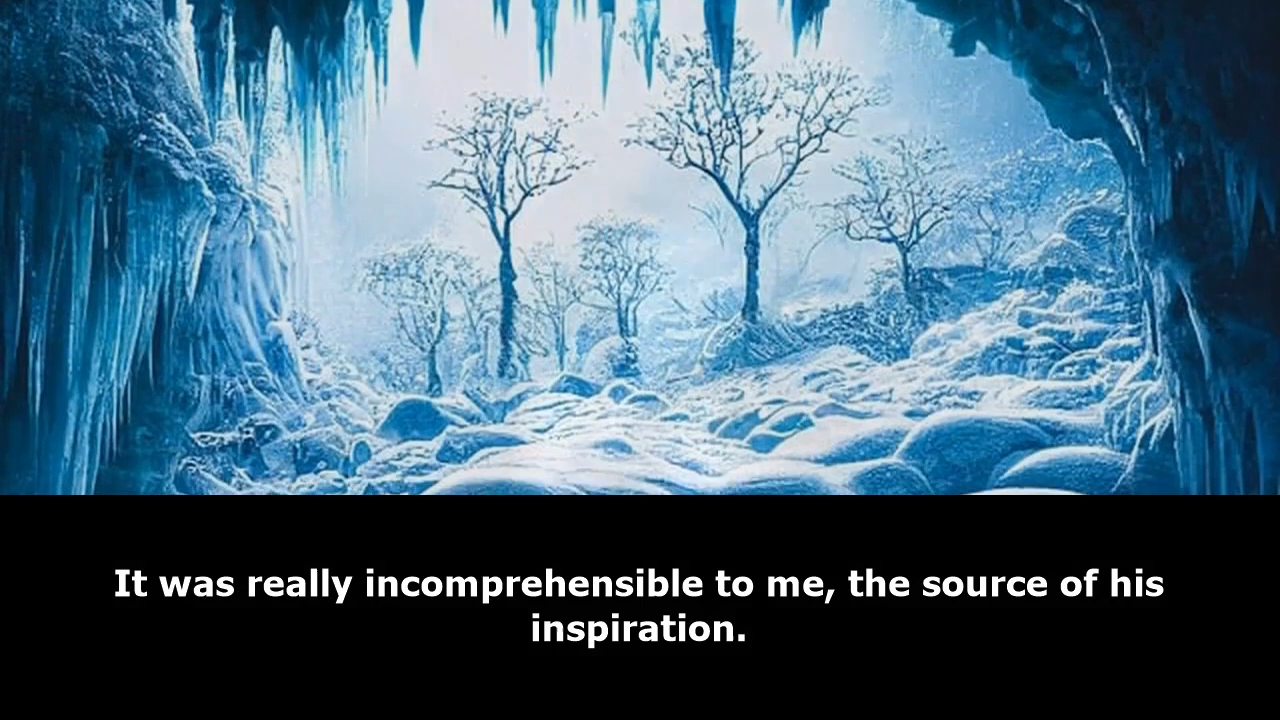 It was really incomprehensible to me, the source of his
inspiration.